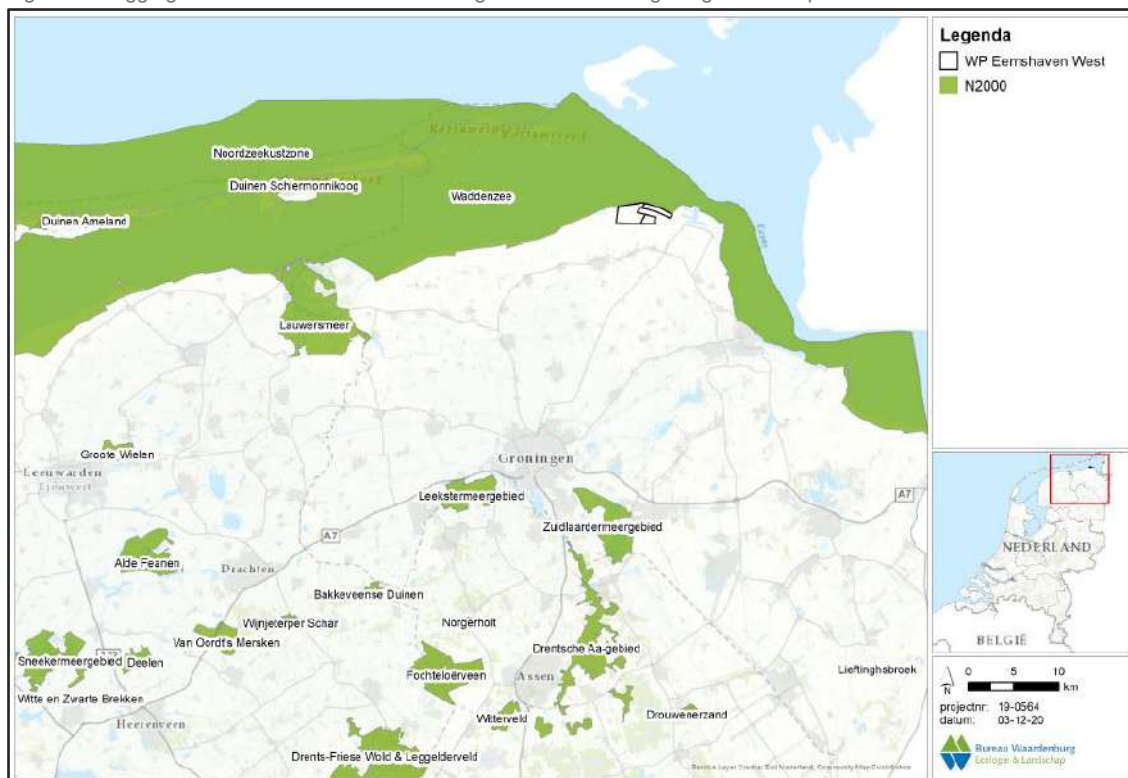 Noordzeekustzone
Duinen Schiermonnikoog
Waddenzee
Duinen Ameland
Eems
Lauwersmeer
Groote Wielen
Leeuwarden
Ljouwert
Groningen
Leekstermeergebied
A7
Zuidlaardermeergebied
A7
Alde Feanen
Drachten
Bakkeveense Duinen
Wijnjeterper Schar
Norgerholt
Van Oordt's Mersken
Drentsche Aa-gebied
Sneekermeergebied
Deelen
Fochteloërveen
Assen
Lieftinghsbroek
Witte en Zwarte Brekken
Heerenveen
Witterveld
Drouwenerzand
Drents-Friese Wold & Leggelderveld
Legenda
WP Eemshaven West
N2000
NEDERLAND
BELGIË
N
0 5 10
km
projectnr: 19-0564
datum: 03-12-20
Bureau Waardenburg
Ecologie & Landschap